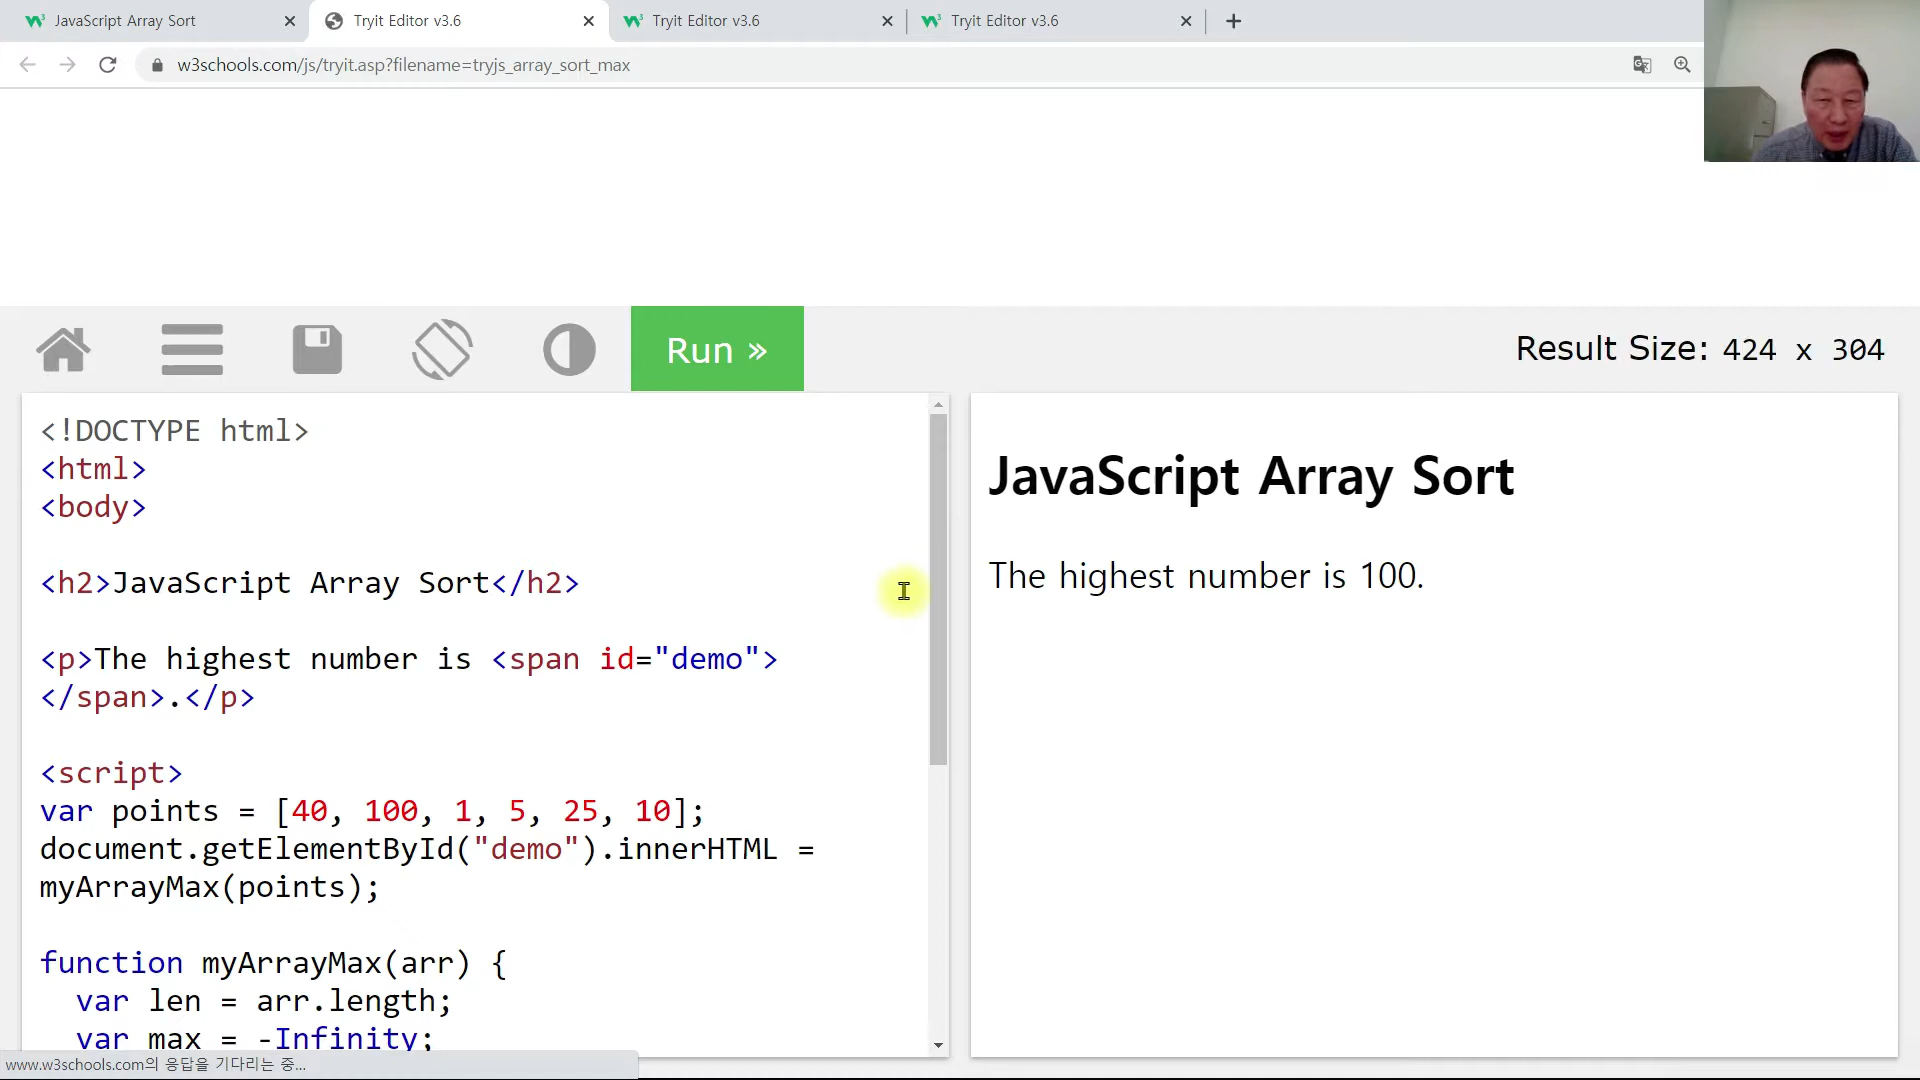 JavaScript Array Sort
Tryit Editor v3.6
Tryit Editor v3.6
Tryit Editor v3.6
w3schools.com/js/tryit.asp?filename=tryjs_array_sort_max
Run »
Result Size: 424 x 304
<!DOCTYPE html>
<html>
<body>
<h2>JavaScript Array Sort</h2>
<p>The highest number is <span id="demo">
</span>.</p>
<script>
var points = [40, 100, 1, 5, 25, 10];
document.getElementById("demo").innerHTML =
myArrayMax(points);
function myArrayMax(arr) {
var len = arr.length;
var max = -Infinity;
JavaScript Array Sort
The highest number is 100.
www.w3schools.com의 응답을 기다리는 중...